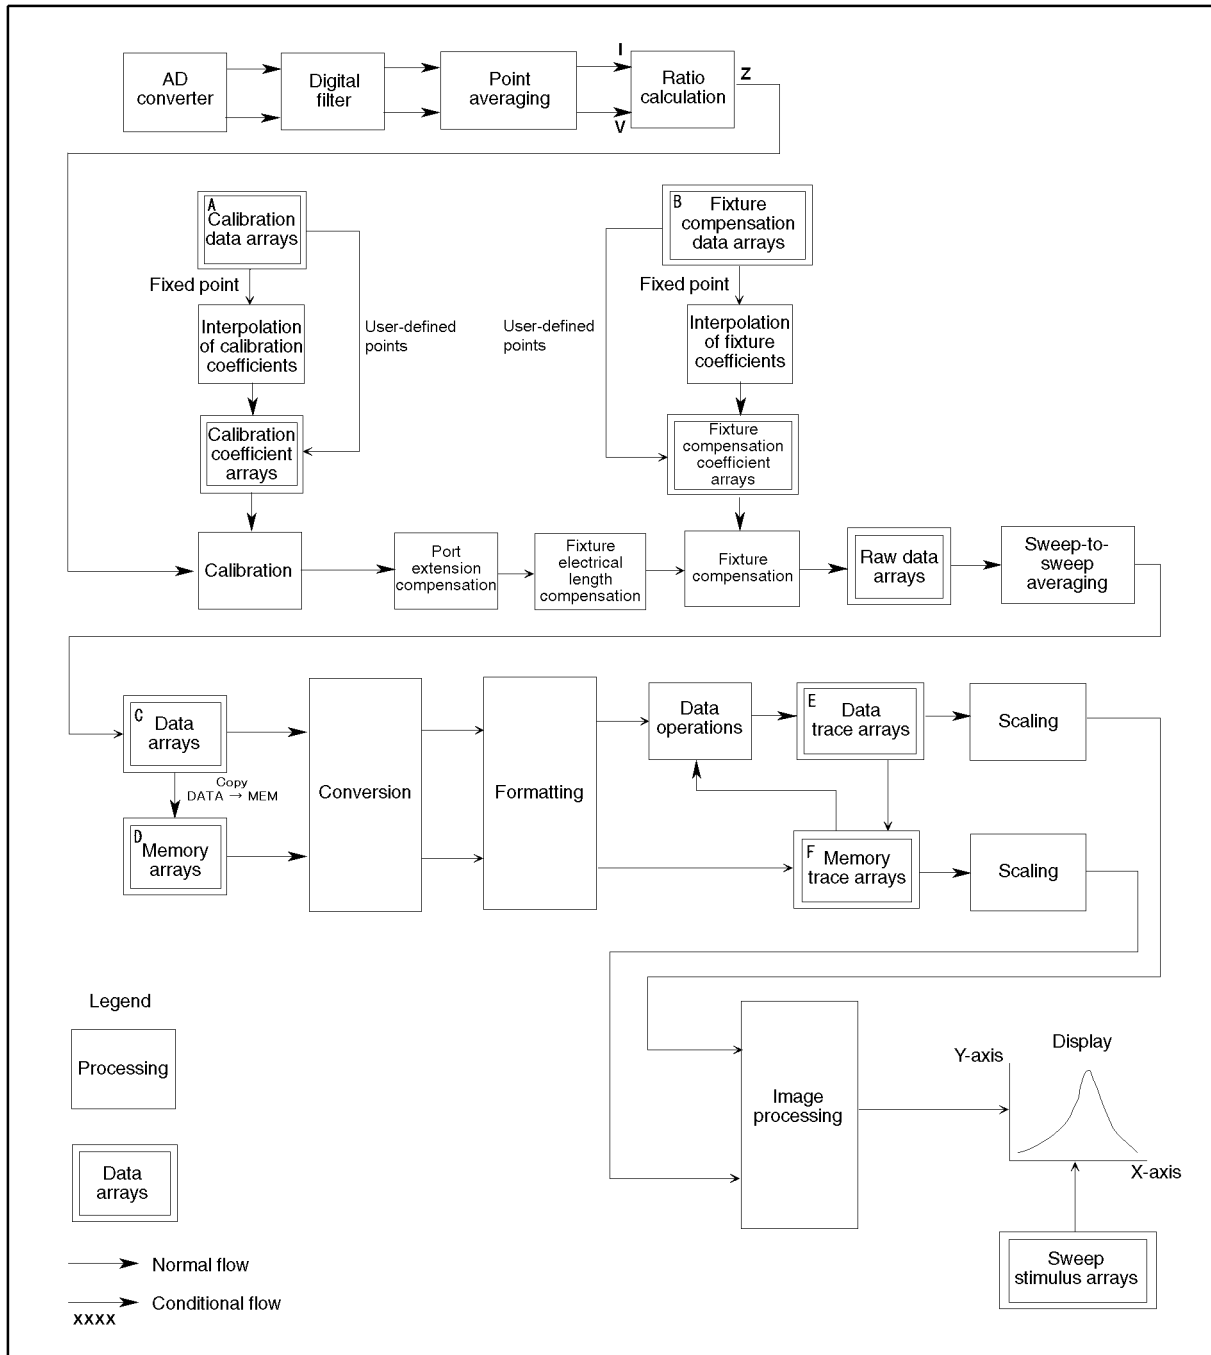 AD
converter
Digital
filter
Point
averaging
I
V
Ratio
calculation
Z
A
Calibration
data arrays
Fixed point
Interpolation
of calibration
coefficients
User-defined
points
Calibration
coefficient
arrays
B
Fixture
compensation
data arrays
Fixed point
User-defined
points
Interpolation
of fixture
coefficients
Fixture
compensation
coefficient
arrays
Calibration
Port
extension
compensation
Fixture
electrical
length
compensation
Fixture
compensation
Raw data
arrays
Sweep-to-
sweep
averaging
C
Data
arrays
Copy
DATA → MEM
D
Memory
arrays
Conversion
Formatting
Data
operations
E
Data
trace arrays
Scaling
F
Memory
trace arrays
Scaling
Legend
Processing
Data
arrays
Normal flow
Conditional flow
XXXX
Image
processing
Y-axis
Display
X-axis
Sweep
stimulus arrays